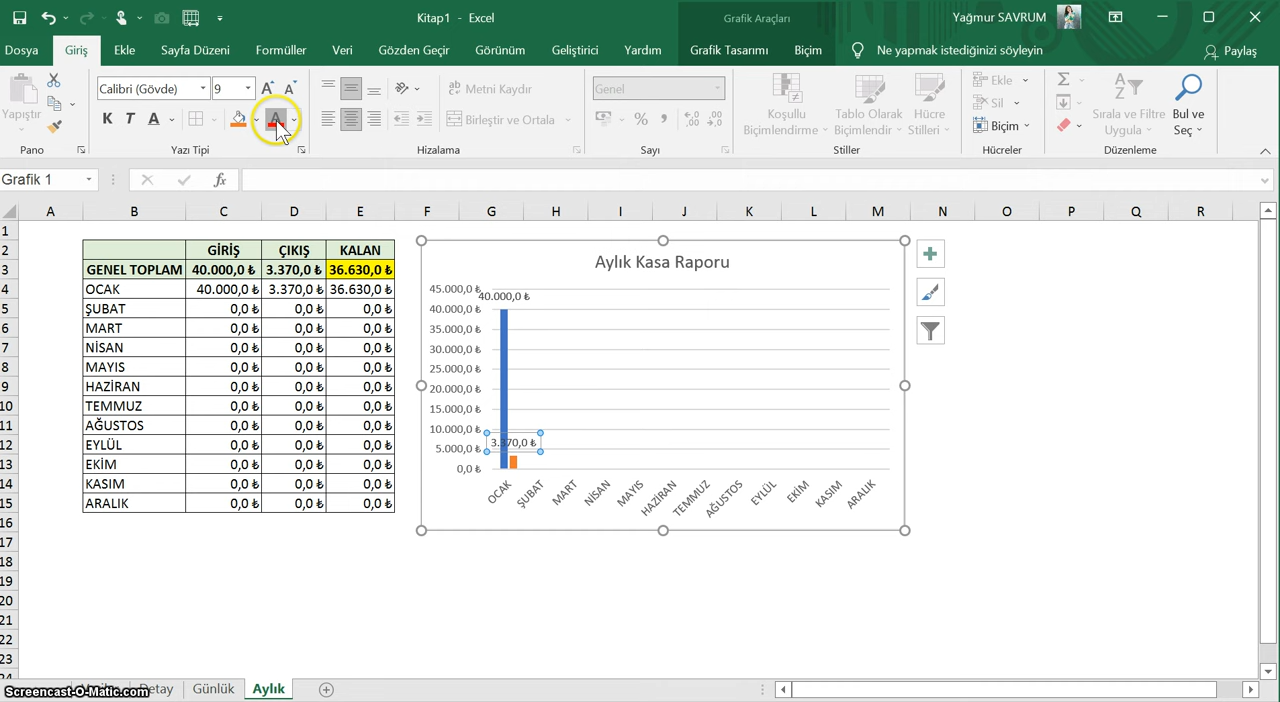 Kitap1 - Excel
Grafik Araçları
Yağmur SAVRUM
Dosya Giriş Ekle Sayfa Düzeni Formüller Veri Gözden Geçir Görünüm Geliştirici Yardım Grafik Tasarımı Biçim Ne yapmak istediğinizi söyleyin Paylaş
Yapıştır
Calibri (Gövde) 9
K T A
Metni Kaydır
Birleştir ve Ortala
Genel
Koşullu Biçimlendirme
Tablo Olarak Biçimlendir
Hücre Stilleri
Ekle
Sil
Biçim
Sırala ve Filtre Uygula
Bul ve Seç
Pano Yazı Tipi Hizalama Sayı Stiller Hücreler Düzenleme
Grafik 1 fx
A B C D E F G H I J K L M N O P Q R
1
2 GİRİŞ ÇIKIŞ KALAN
3 GENEL TOPLAM 40.000,0 ₺ 3.370,0 ₺ 36.630,0 ₺
4 OCAK 40.000,0 ₺ 3.370,0 ₺ 36.630,0 ₺
5 ŞUBAT 0,0 ₺ 0,0 ₺ 0,0 ₺
6 MART 0,0 ₺ 0,0 ₺ 0,0 ₺
7 NİSAN 0,0 ₺ 0,0 ₺ 0,0 ₺
8 MAYIS 0,0 ₺ 0,0 ₺ 0,0 ₺
9 HAZİRAN 0,0 ₺ 0,0 ₺ 0,0 ₺
10 TEMMUZ 0,0 ₺ 0,0 ₺ 0,0 ₺
11 AĞUSTOS 0,0 ₺ 0,0 ₺ 0,0 ₺
12 EYLÜL 0,0 ₺ 0,0 ₺ 0,0 ₺
13 EKİM 0,0 ₺ 0,0 ₺ 0,0 ₺
14 KASIM 0,0 ₺ 0,0 ₺ 0,0 ₺
15 ARALIK 0,0 ₺ 0,0 ₺ 0,0 ₺
16
17
18
19
20
21
22
23
24
Aylık Kasa Raporu
45.000,0 ₺
40.000,0 ₺
40.000,0 ₺
35.000,0 ₺
30.000,0 ₺
25.000,0 ₺
20.000,0 ₺
15.000,0 ₺
10.000,0 ₺
3.370,0 ₺
5.000,0 ₺
0,0 ₺
OCAK ŞUBAT MART NİSAN MAYIS HAZİRAN TEMMUZ AĞUSTOS EYLÜL EKİM KASIM ARALIK
Detay Günlük Aylık
Screencast-O-Matic.com